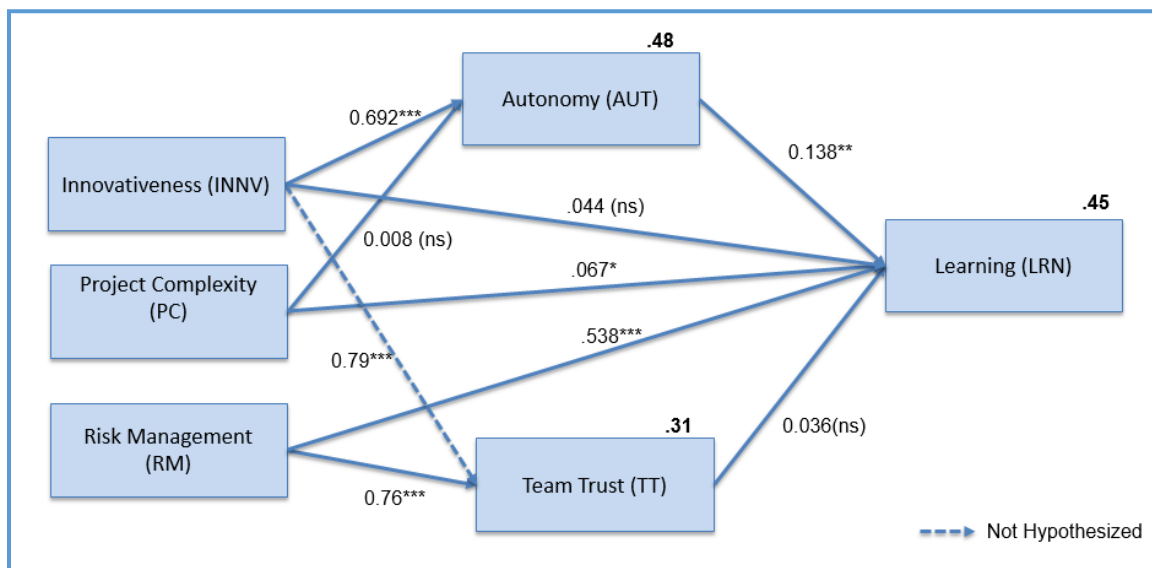 .48
Autonomy (AUT)
0.692***
0.138**
Innovativeness (INNV)
.044 (ns)
.45
0.008 (ns)
Learning (LRN)
Project Complexity
(PC)
.067*
.538***
0.79***
Risk Management
(RM)
.31
0.036(ns)
0.76***
Team Trust (TT)
Not Hypothesized